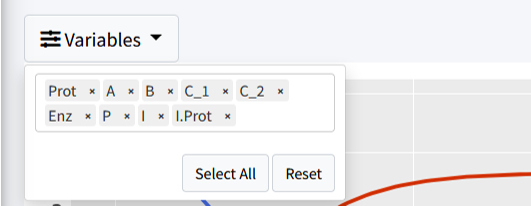 Variables
Prot × A × B × C_1 × C_2 ×
Enz × P × I × I.Prot ×
Select All Reset